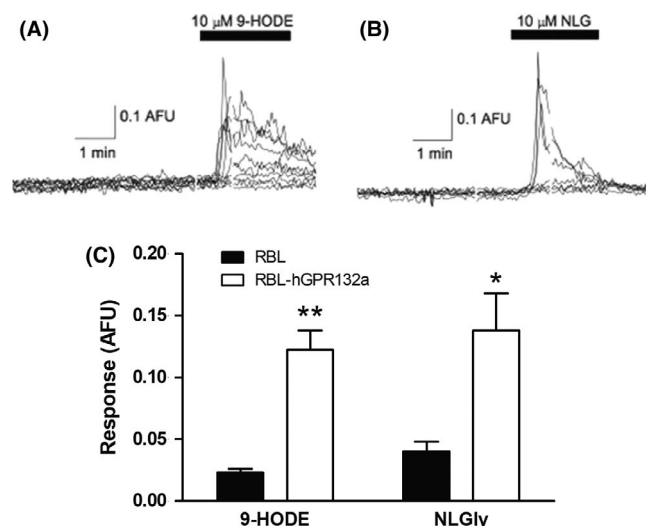 (A)
10 µM 9-HODE
0.1 AFU
1 min
(B)
10 µM NLG
0.1 AFU
1 min
(C)
Response (AFU)
0.20
0.15
0.10
0.05
0.00
RBL
RBL-hGPR132a
**
*
9-HODE
NLGly